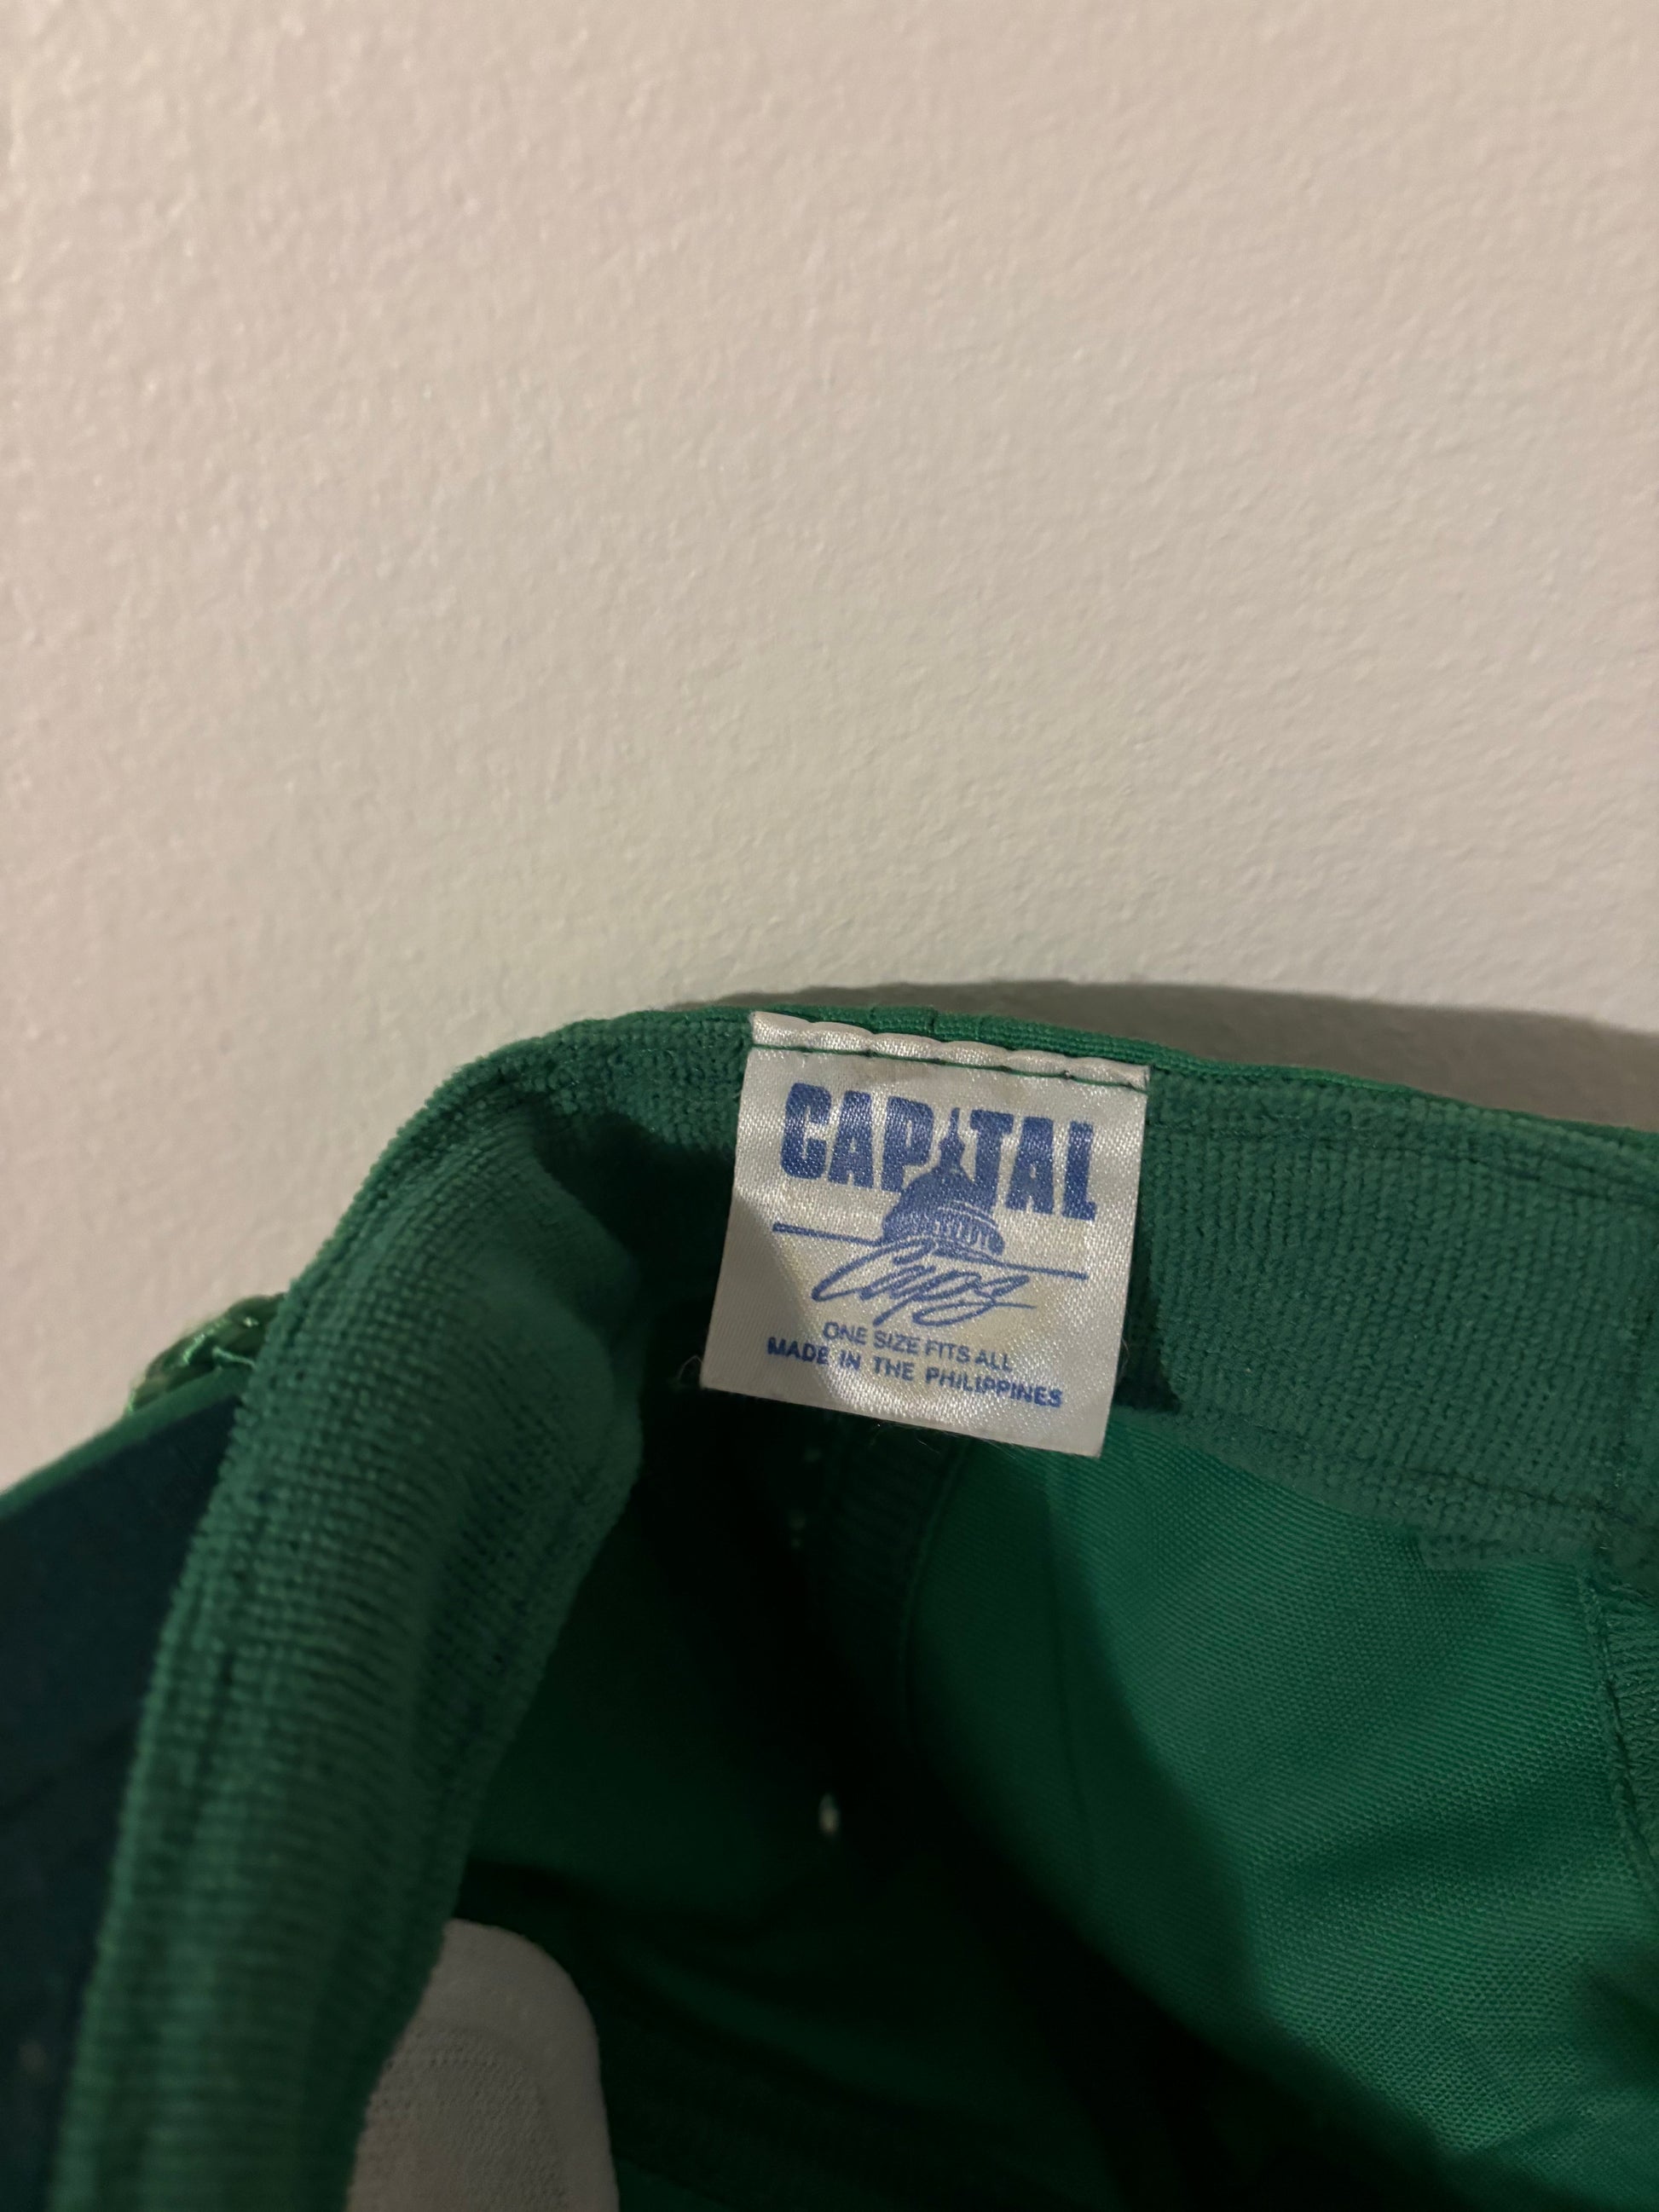 CAPITAL
Caps
ONE SIZE FITS ALL
MADE IN THE PHILIPPINES